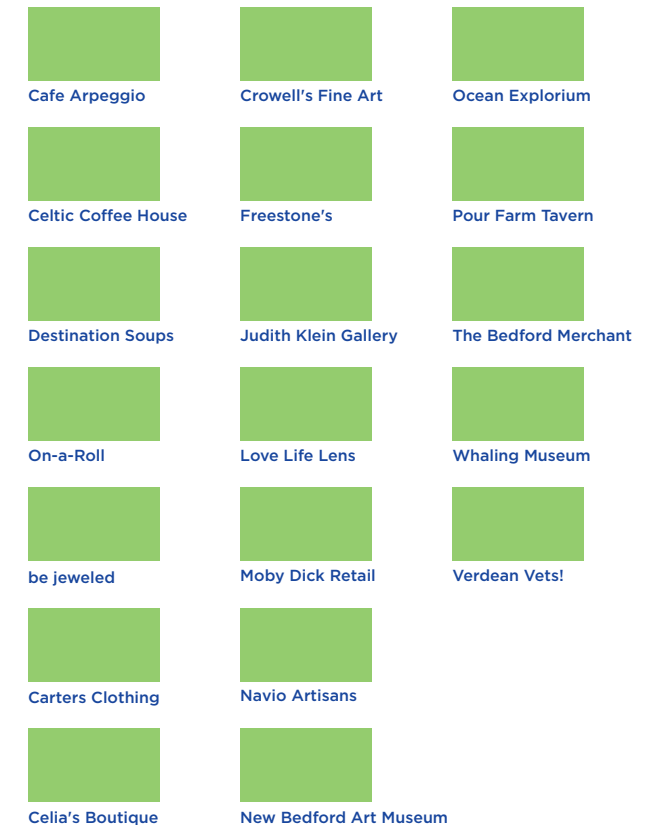 Cafe Arpeggio
Crowell's Fine Art
Ocean Explorium
Celtic Coffee House
Freestone's
Pour Farm Tavern
Destination Soups
Judith Klein Gallery
The Bedford Merchant
On-a-Roll
Love Life Lens
Whaling Museum
be jeweled
Moby Dick Retail
Verdean Vets!
Carters Clothing
Navio Artisans
Celia's Boutique
New Bedford Art Museum